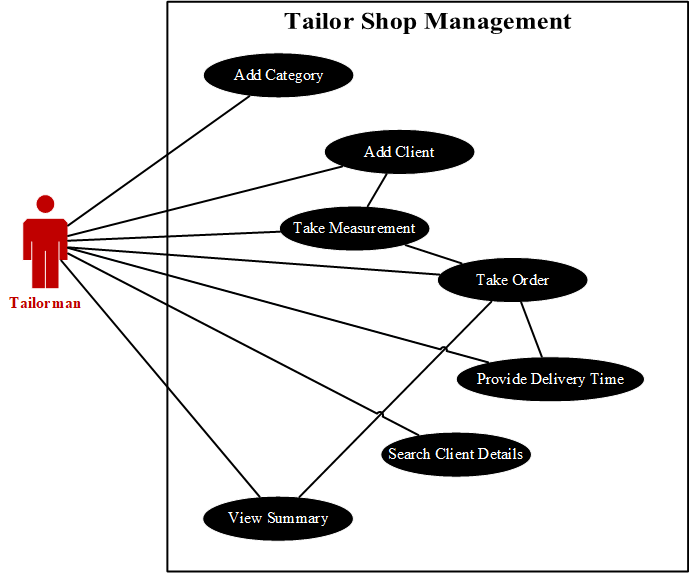 Tailor Shop Management
Add Category
Add Client
Take Measurement
Take Order
Tailorman
Provide Delivery Time
Search Client Details
View Summary